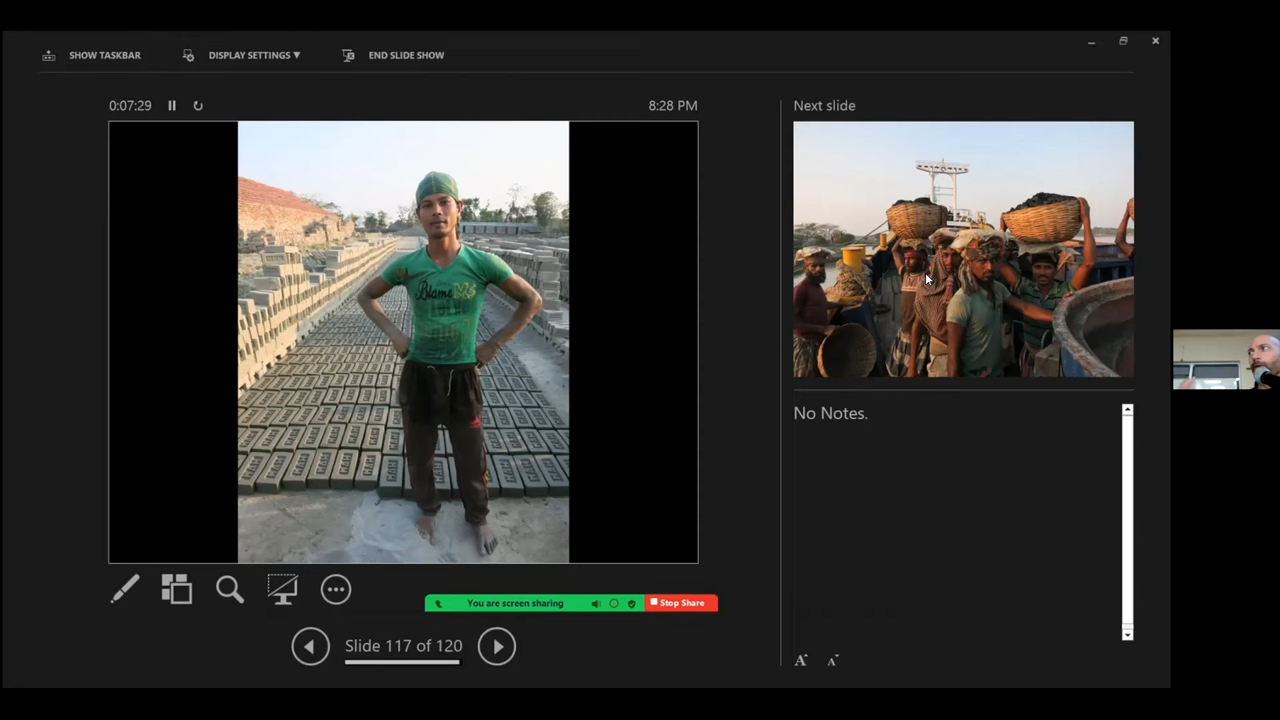 SHOW TASKBAR
DISPLAY SETTINGS ▼
END SLIDE SHOW
0:07:29
8:28 PM
Next slide
Blame
No Notes.
You are screen sharing
Stop Share
Slide 117 of 120
A
A